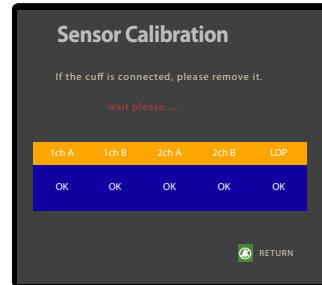 Sensor Calibration
If the cuff is connected, please remove it.
wait please.....
1ch A 1ch B 2ch A 2ch B LOP
OK OK OK OK OK
RETURN